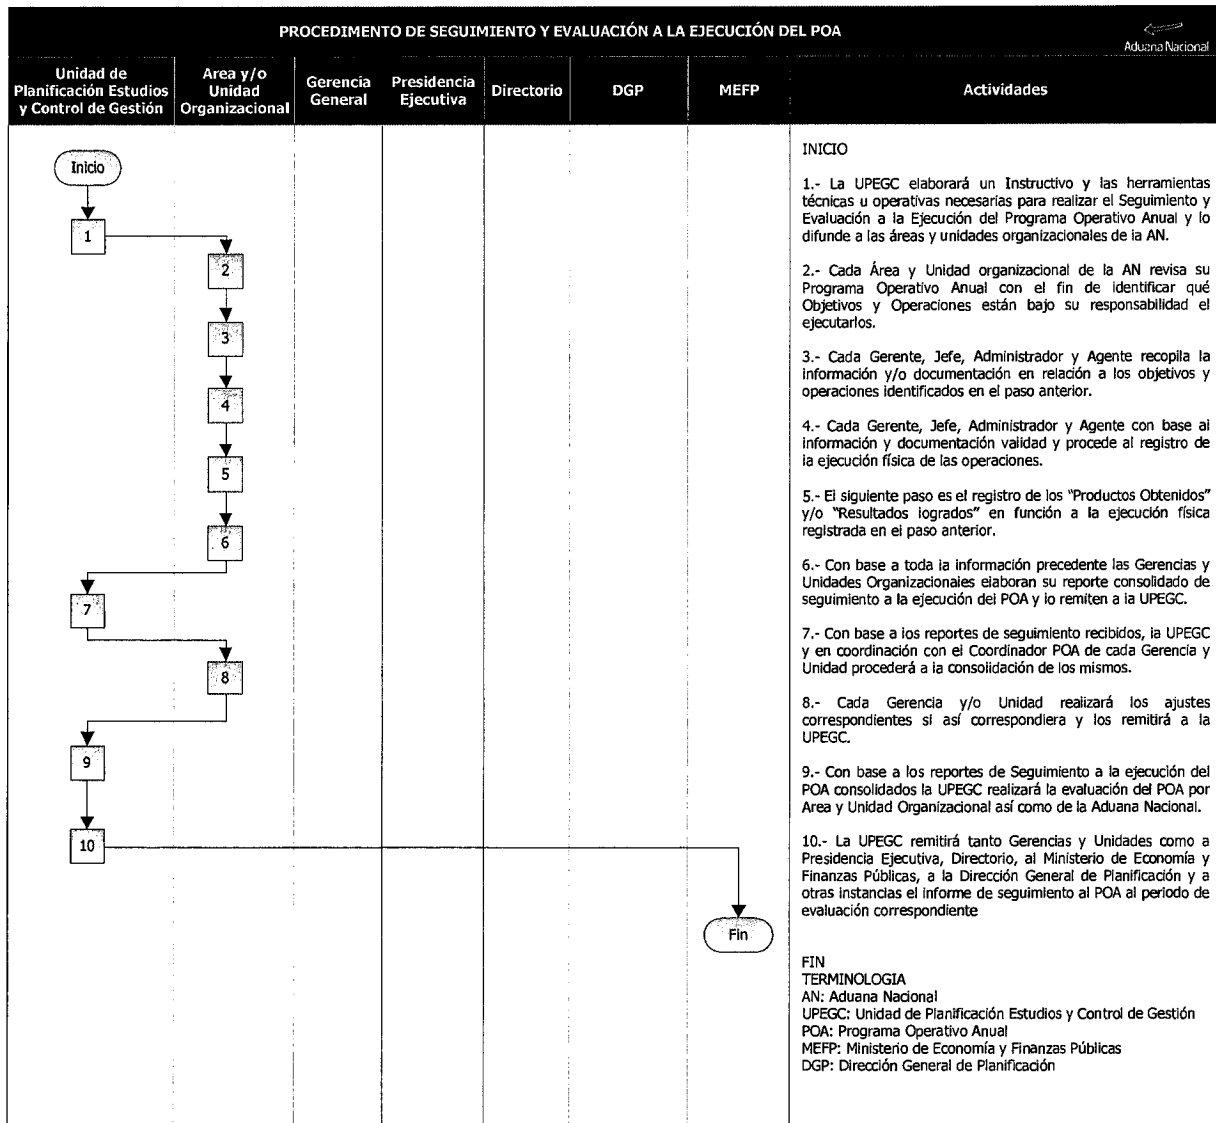 PROCEDIMENTO DE SEGUIMIENTO Y EVALUACIÓN A LA EJECUCIÓN DEL POA
Aduana Nacional
Unidad de
Planificación Estudios
y Control de Gestión
Area y/o
Unidad
Organizacional
Gerencia
General
Presidencia
Ejecutiva
Directorio
DGP
MEFP
Actividades
Inicio
1
2
3
4
5
6
7
8
9
10
Fin
INICIO
1.- La UPEGC elaborará un Instructivo y las herramientas
técnicas u operativas necesarias para realizar el Seguimiento y
Evaluación a la Ejecución del Programa Operativo Anual y lo
difunde a las áreas y unidades organizacionales de la AN.
2.- Cada Área y Unidad organizacional de la AN revisa su
Programa Operativo Anual con el fin de identificar qué
Objetivos y Operaciones están bajo su responsabilidad el
ejecutarlos.
3.- Cada Gerente, Jefe, Administrador y Agente recopila la
información y/o documentación en relación a los objetivos y
operaciones identificados en el paso anterior.
4.- Cada Gerente, Jefe, Administrador y Agente con base al
información y documentación validad y procede al registro de
la ejecución física de las operaciones.
5.- El siguiente paso es el registro de los "Productos Obtenidos"
y/o "Resultados logrados" en función a la ejecución física
registrada en el paso anterior.
6.- Con base a toda la información precedente las Gerencias y
Unidades Organizacionales elaboran su reporte consolidado de
seguimiento a la ejecución del POA y lo remiten a la UPEGC.
7.- Con base a los reportes de seguimiento recibidos, la UPEGC
y en coordinación con el Coordinador POA de cada Gerencia y
Unidad procederá a la consolidación de los mismos.
8.- Cada Gerencia y/o Unidad realizará los ajustes
correspondientes si así correspondiera y los remitirá a la
UPEGC.
9.- Con base a los reportes de Seguimiento a la ejecución del
POA consolidados la UPEGC realizará la evaluación del POA por
Area y Unidad Organizacional así como de la Aduana Nacional.
10.- La UPEGC remitirá tanto Gerencias y Unidades como a
Presidencia Ejecutiva, Directorio, al Ministerio de Economía y
Finanzas Públicas, a la Dirección General de Planificación y a
otras instancias el informe de seguimiento al POA al periodo de
evaluación correspondiente
FIN
TERMINOLOGIA
AN: Aduana Nacional
UPEGC: Unidad de Planificación Estudios y Control de Gestión
POA: Programa Operativo Anual
MEFP: Ministerio de Economía y Finanzas Públicas
DGP: Dirección General de Planificación